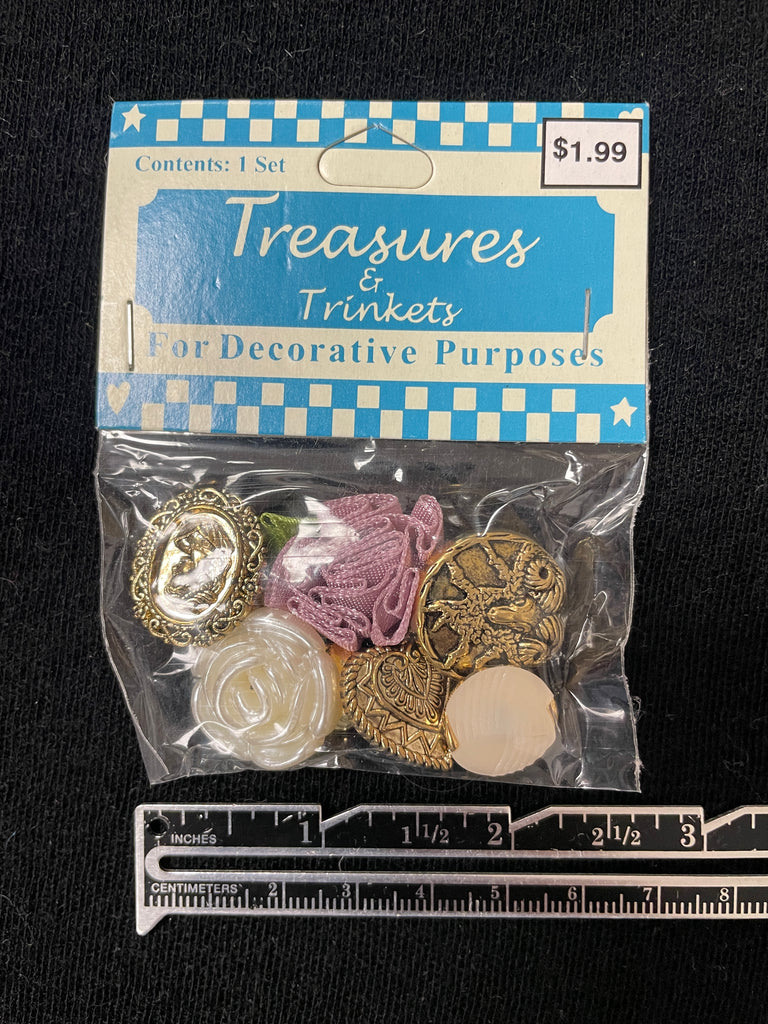 $1.99
Contents: 1 Set
Treasures
&
Trinkets
For Decorative Purposes
INCHES 1 1 1/2 2 2 1/2 3
CENTIMETERS 2 3 4 5 6 7 8